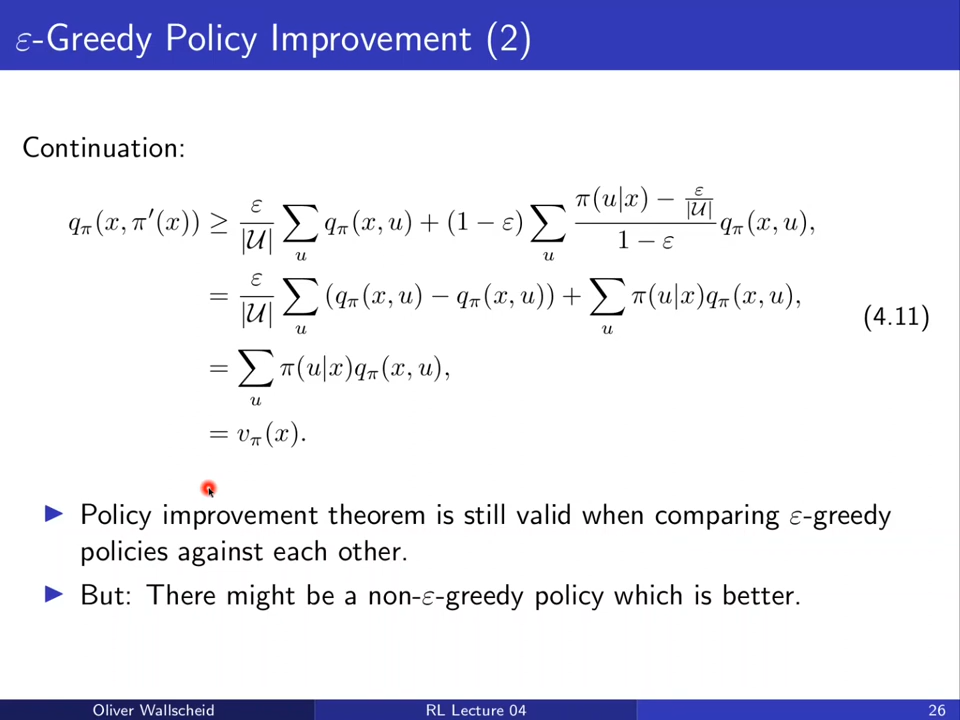 ε-Greedy Policy Improvement (2)
Continuation:
q_π(x, π′(x)) ≥ ε/|𝒰| ∑_u q_π(x, u) + (1 − ε) ∑_u (π(u|x) − ε/|𝒰|)/(1 − ε) q_π(x, u),
= ε/|𝒰| ∑_u (q_π(x, u) − q_π(x, u)) + ∑_u π(u|x)q_π(x, u),
(4.11)
= ∑_u π(u|x)q_π(x, u),
= v_π(x).
▶ Policy improvement theorem is still valid when comparing ε-greedy
policies against each other.
▶ But: There might be a non-ε-greedy policy which is better.
Oliver Wallscheid RL Lecture 04 26